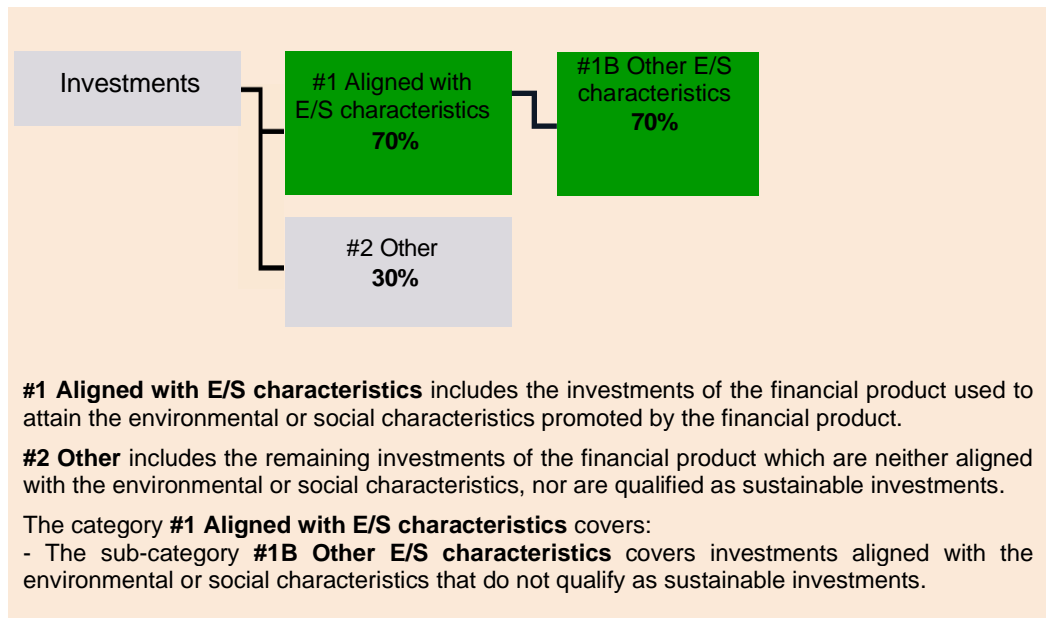 Investments
#1 Aligned with
E/S characteristics
70%
#1B Other E/S
characteristics
70%
#2 Other
30%
#1 Aligned with E/S characteristics includes the investments of the financial product used to
attain the environmental or social characteristics promoted by the financial product.
#2 Other includes the remaining investments of the financial product which are neither aligned
with the environmental or social characteristics, nor are qualified as sustainable investments.
The category #1 Aligned with E/S characteristics covers:
- The sub-category #1B Other E/S characteristics covers investments aligned with the
environmental or social characteristics that do not qualify as sustainable investments.